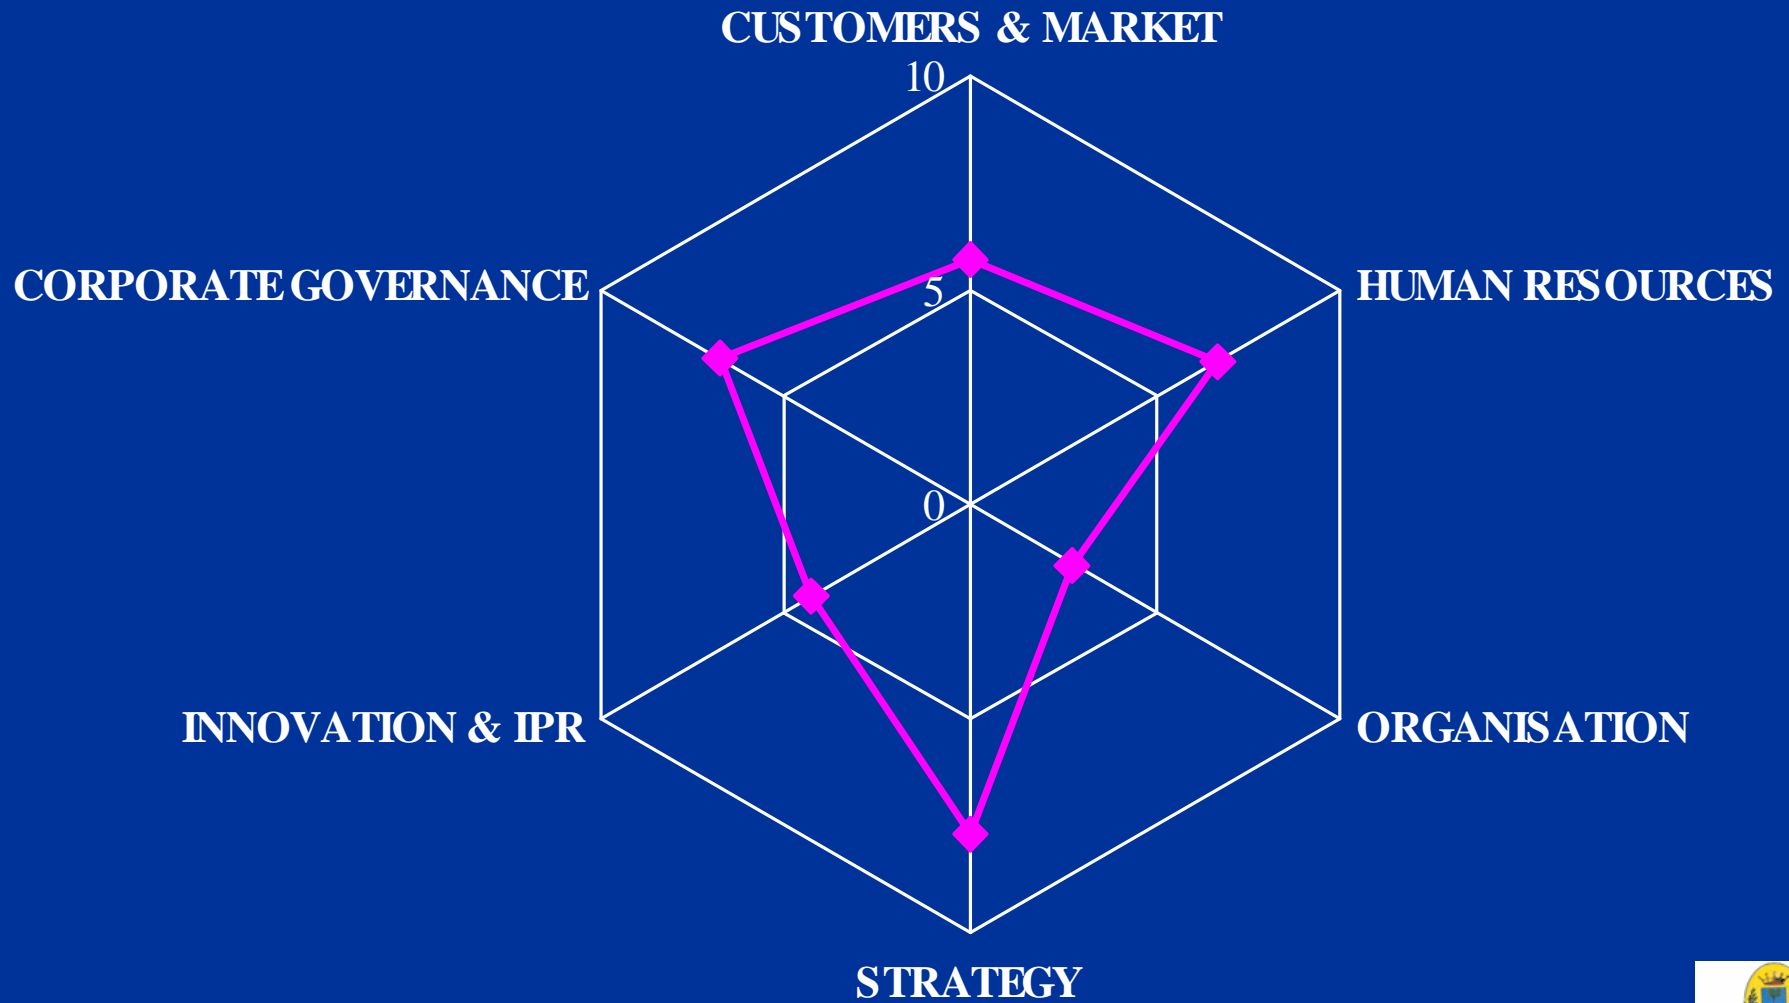 CUSTOMERS & MARKET
10
CORPORATE GOVERNANCE
5
HUMAN RESOURCES
0
INNOVATION & IPR
ORGANISATION
STRATEGY